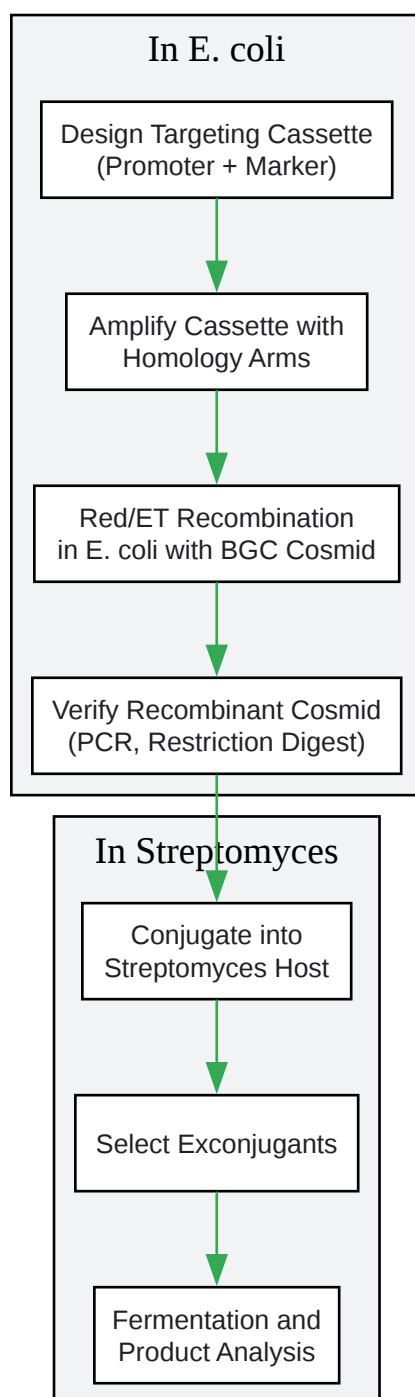 In E. coli
Design Targeting Cassette
(Promoter + Marker)
Amplify Cassette with
Homology Arms
Red/ET Recombination
in E. coli with BGC Cosmid
Verify Recombinant Cosmid
(PCR, Restriction Digest)
In Streptomyces
Conjugate into
Streptomyces Host
Select Exconjugants
Fermentation and
Product Analysis